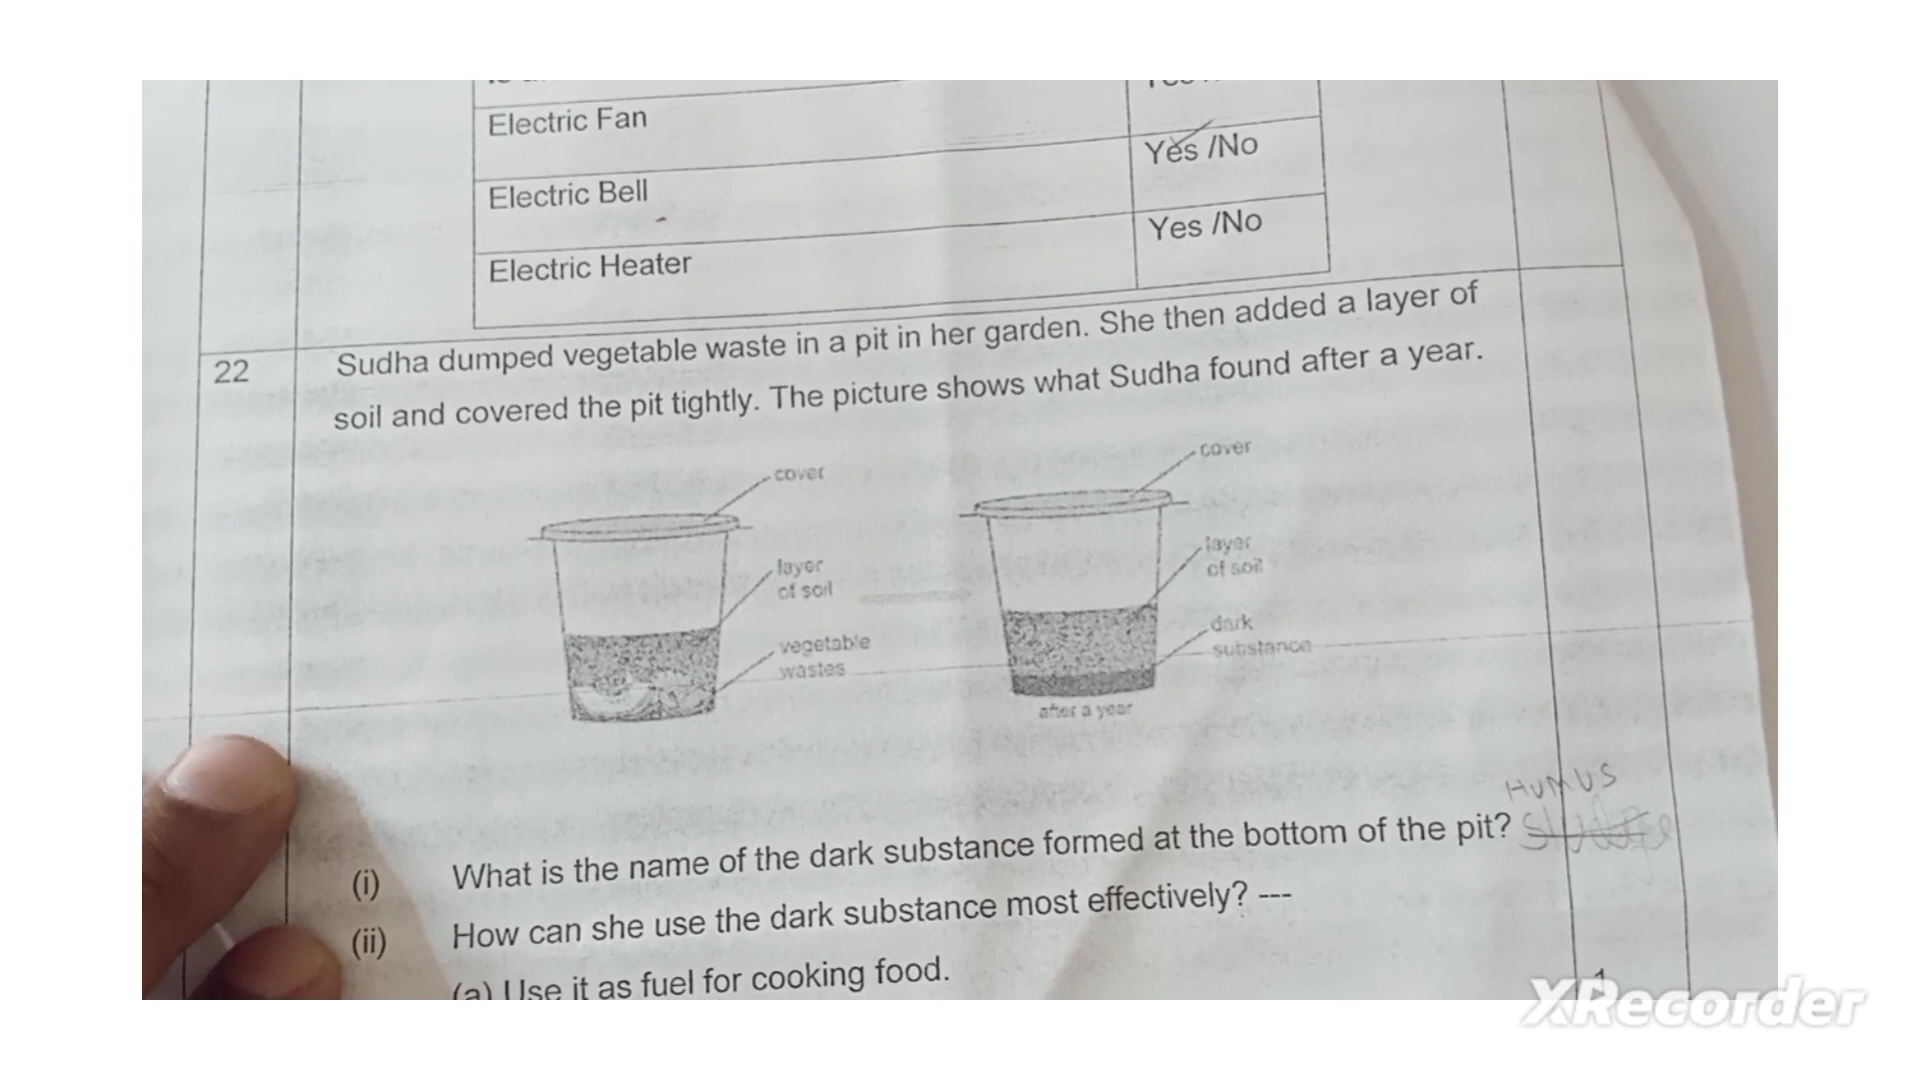 Electric Fan
Yes /No
Electric Bell
Yes /No
Electric Heater
22 Sudha dumped vegetable waste in a pit in her garden. She then added a layer of
soil and covered the pit tightly. The picture shows what Sudha found after a year.
cover
cover
layer
of soil
layer
of soil
vegetable
wastes
dark
substance
after a year
HUMUS
(i) What is the name of the dark substance formed at the bottom of the pit?
(ii) How can she use the dark substance most effectively? ---
(a) Use it as fuel for cooking food.
1
XRecorder